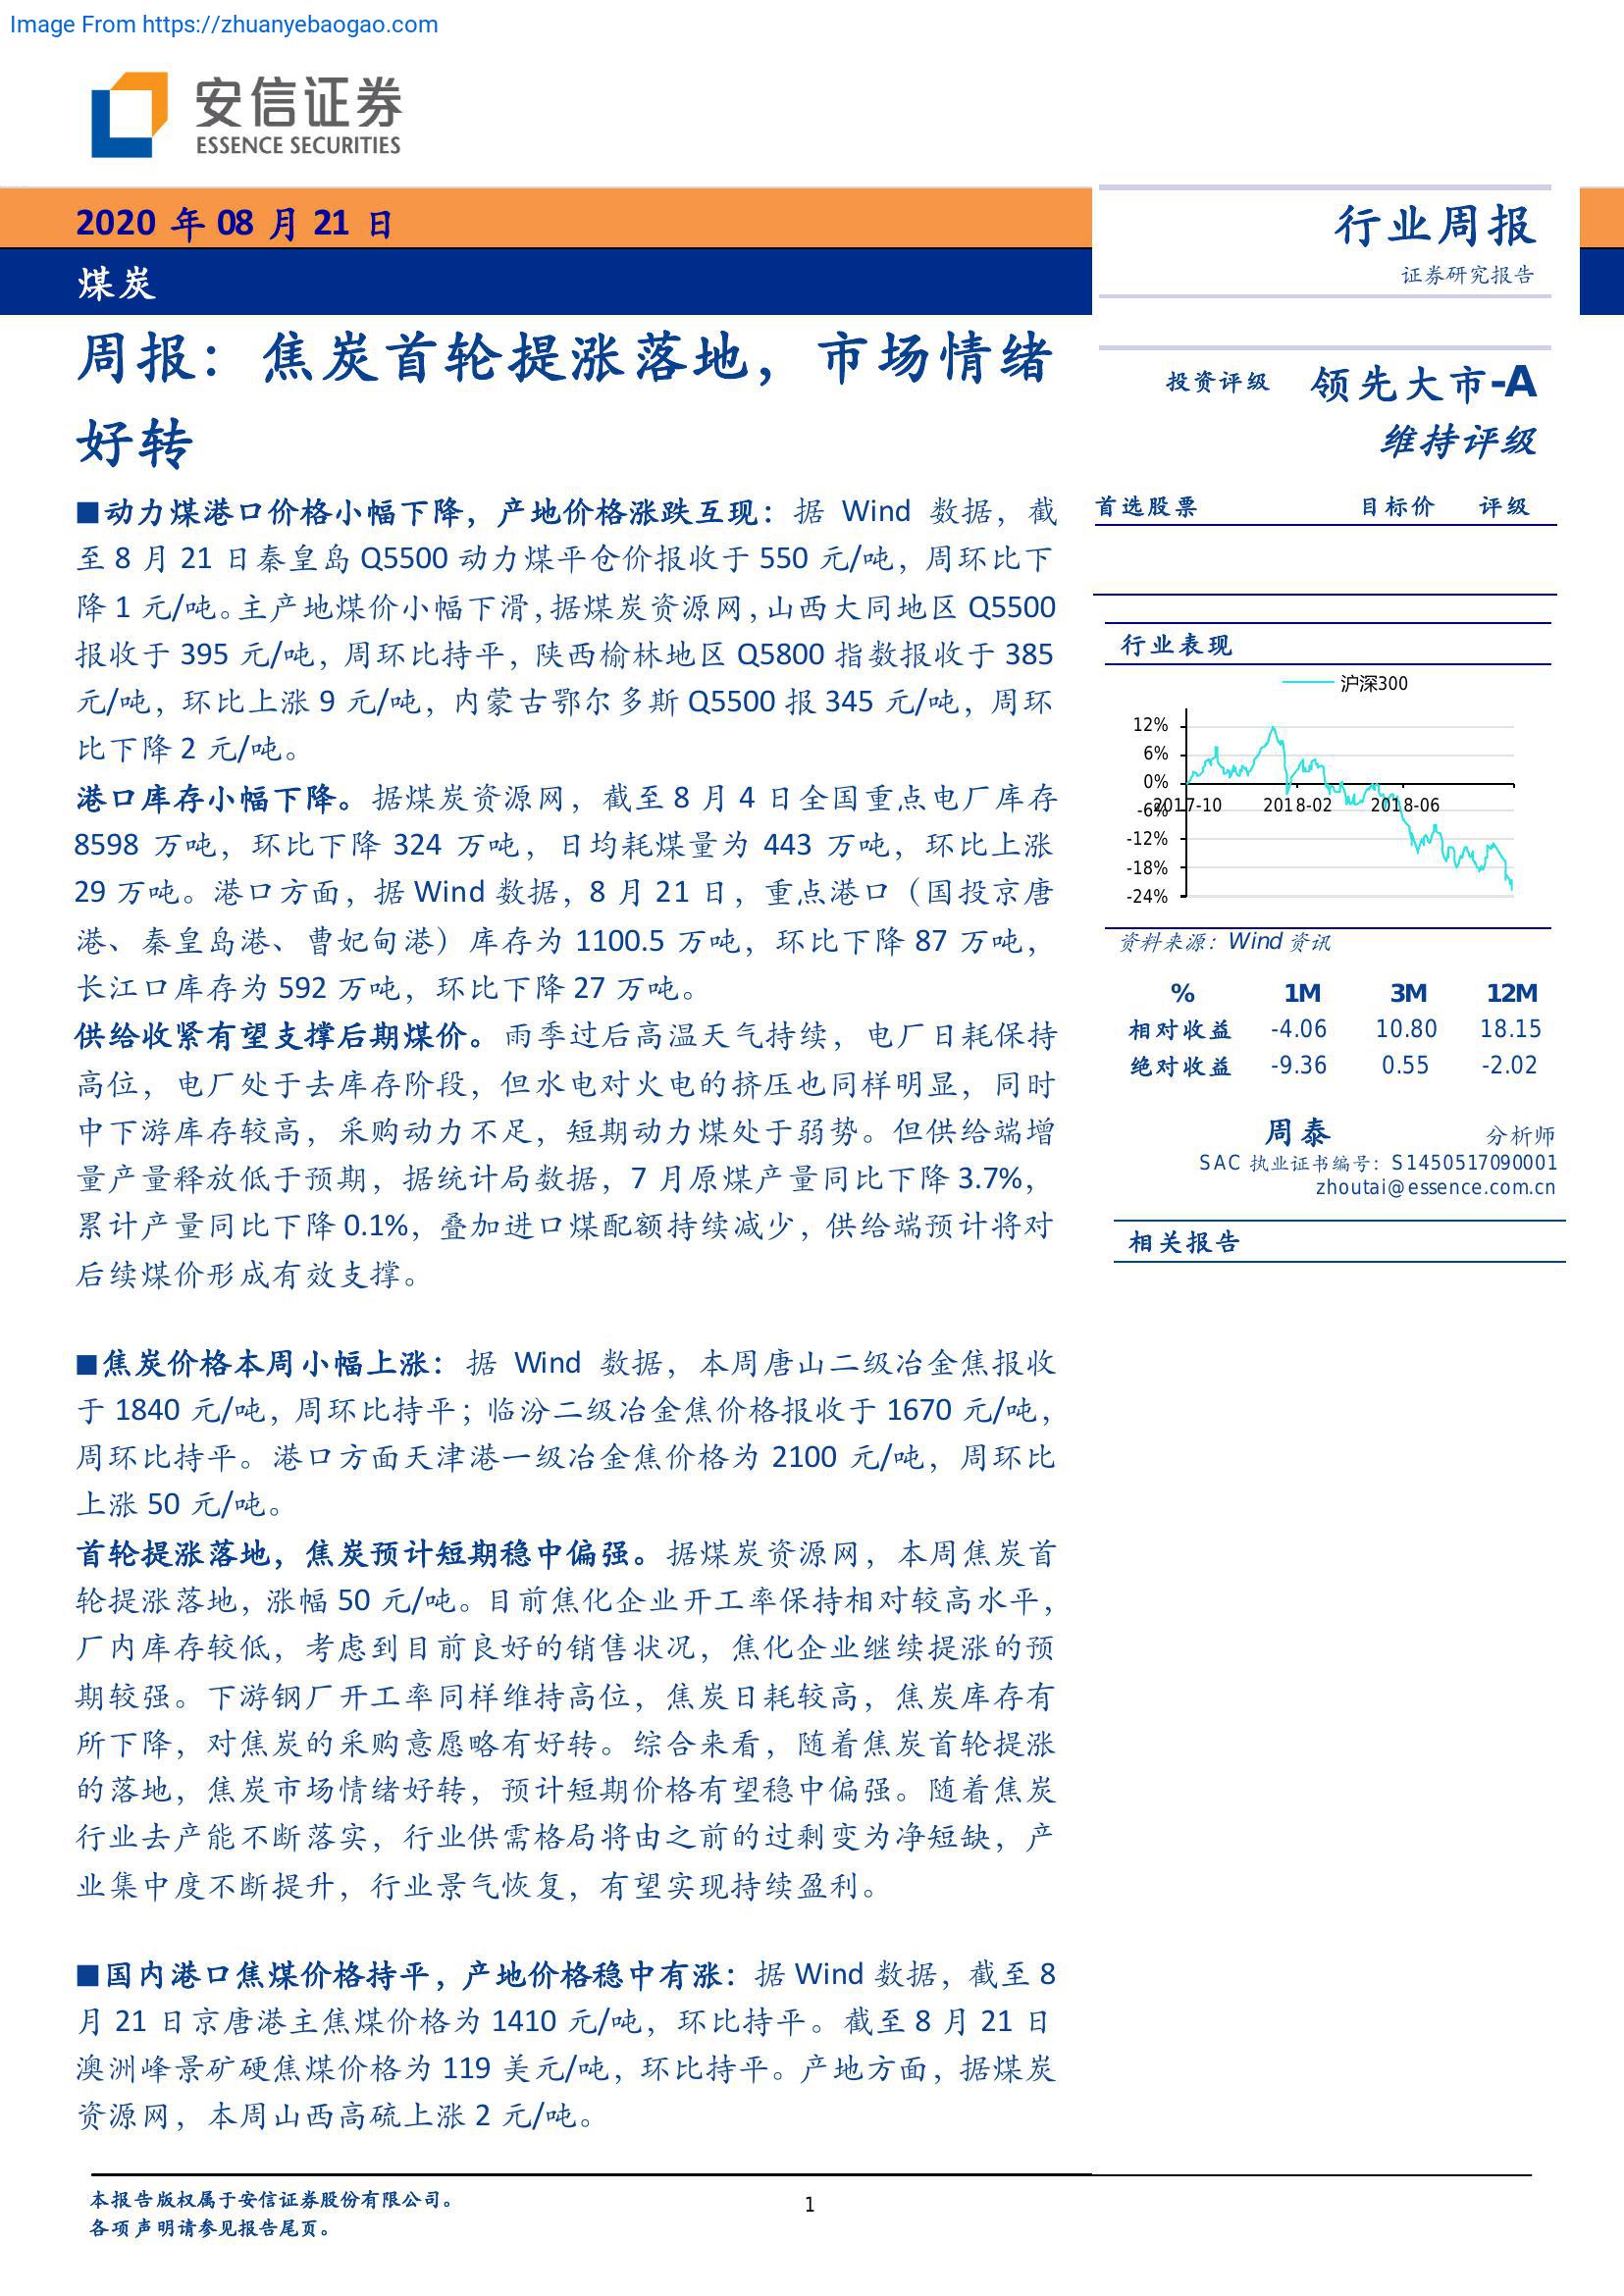 Image From https://zhuanyebaogao.com
安信证券
ESSENCE SECURITIES
2020 年 08 月 21 日
煤炭
行业周报
证券研究报告
周报：焦炭首轮提涨落地，市场情绪
好转
■动力煤港口价格小幅下降，产地价格涨跌互现：据 Wind 数据，截
至 8 月 21 日秦皇岛 Q5500 动力煤平仓价报收于 550 元/吨，周环比下
降 1 元/吨。主产地煤价小幅下滑，据煤炭资源网，山西大同地区 Q5500
报收于 395 元/吨，周环比持平，陕西榆林地区 Q5800 指数报收于 385
元/吨，环比上涨 9 元/吨，内蒙古鄂尔多斯 Q5500 报 345 元/吨，周环
比下降 2 元/吨。
港口库存小幅下降。据煤炭资源网，截至 8 月 4 日全国重点电厂库存
8598 万吨，环比下降 324 万吨，日均耗煤量为 443 万吨，环比上涨
29 万吨。港口方面，据 Wind 数据，8 月 21 日，重点港口（国投京唐
港、秦皇岛港、曹妃甸港）库存为 1100.5 万吨，环比下降 87 万吨，
长江口库存为 592 万吨，环比下降 27 万吨。
供给收紧有望支撑后期煤价。雨季过后高温天气持续，电厂日耗保持
高位，电厂处于去库存阶段，但水电对火电的挤压也同样明显，同时
中下游库存较高，采购动力不足，短期动力煤处于弱势。但供给端增
量产量释放低于预期，据统计局数据，7 月原煤产量同比下降 3.7%，
累计产量同比下降 0.1%，叠加进口煤配额持续减少，供给端预计将对
后续煤价形成有效支撑。
■焦炭价格本周小幅上涨：据 Wind 数据，本周唐山二级冶金焦报收
于 1840 元/吨，周环比持平；临汾二级冶金焦价格报收于 1670 元/吨，
周环比持平。港口方面天津港一级冶金焦价格为 2100 元/吨，周环比
上涨 50 元/吨。
首轮提涨落地，焦炭预计短期稳中偏强。据煤炭资源网，本周焦炭首
轮提涨落地，涨幅 50 元/吨。目前焦化企业开工率保持相对较高水平，
厂内库存较低，考虑到目前良好的销售状况，焦化企业继续提涨的预
期较强。下游钢厂开工率同样维持高位，焦炭日耗较高，焦炭库存有
所下降，对焦炭的采购意愿略有好转。综合来看，随着焦炭首轮提涨
的落地，焦炭市场情绪好转，预计短期价格有望稳中偏强。随着焦炭
行业去产能不断落实，行业供需格局将由之前的过剩变为净短缺，产
业集中度不断提升，行业景气恢复，有望实现持续盈利。
■国内港口焦煤价格持平，产地价格稳中有涨：据 Wind 数据，截至 8
月 21 日京唐港主焦煤价格为 1410 元/吨，环比持平。截至 8 月 21 日
澳洲峰景矿硬焦煤价格为 119 美元/吨，环比持平。产地方面，据煤炭
资源网，本周山西高硫上涨 2 元/吨。
投资评级 领先大市-A
维持评级
首选股票 目标价 评级
行业表现
沪深300
12%
6%
0%
-6%
-12%
-18%
-24%
2017-10 2018-02 2018-06
资料来源：Wind 资讯
% 1M 3M 12M
相对收益 -4.06 10.80 18.15
绝对收益 -9.36 0.55 -2.02
周泰 分析师
SAC 执业证书编号：S1450517090001
zhoutai@essence.com.cn
相关报告
本报告版权属于安信证券股份有限公司。
各项声明请参见报告尾页。
1